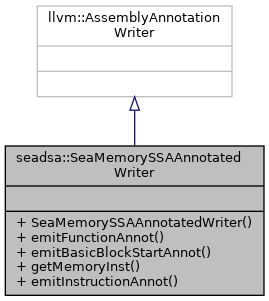 llvm::AssemblyAnnotation
Writer
seadsa::SeaMemorySSAAnnotated
Writer
+ SeaMemorySSAAnnotatedWriter()
+ emitFunctionAnnot()
+ emitBasicBlockStartAnnot()
+ getMemoryInst()
+ emitInstructionAnnot()